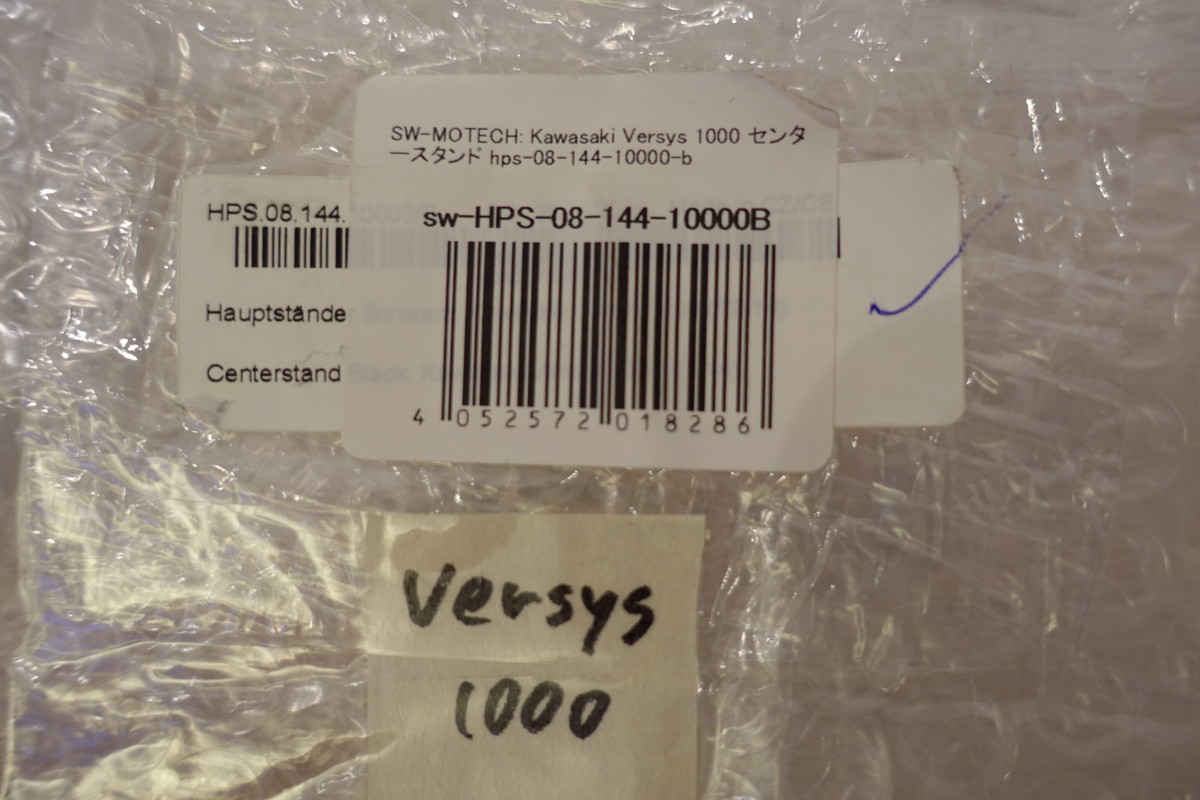 SW-MOTECH: Kawasaki Versys 1000 センタ
ースタンド hps-08-144-10000-b
sw-HPS-08-144-10000B
4 052572 018286
HPS.08.144.
Hauptstände
Centerstand
Versys
1000